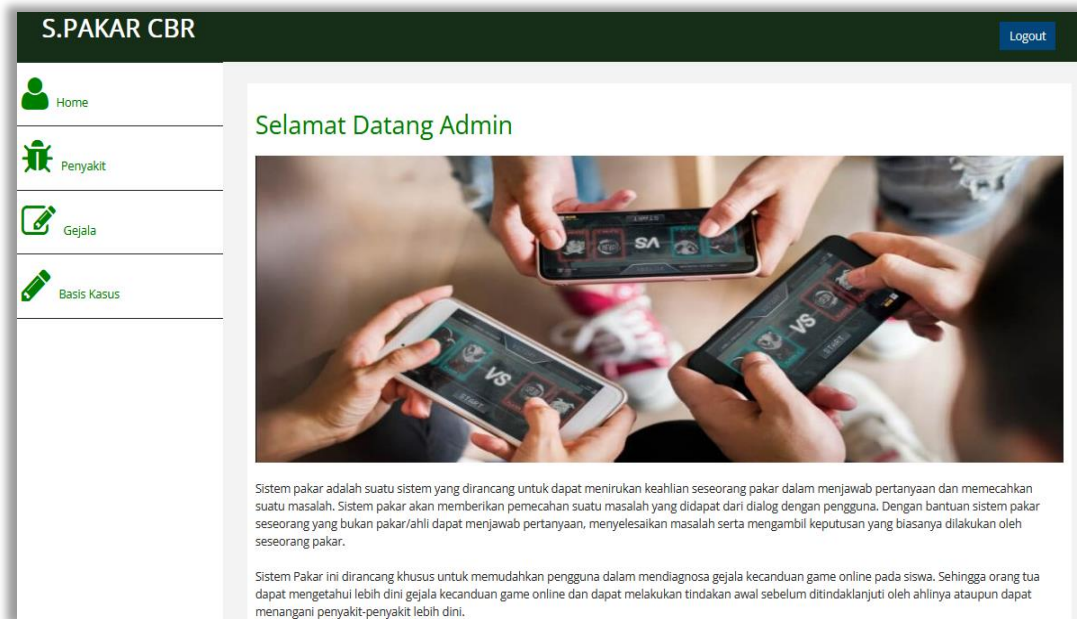 S.PAKAR CBR
Logout
Home
Penyakit
Gejala
Basis Kasus
Selamat Datang Admin
START
VS
VS
START
VS
START
Sistem pakar adalah suatu sistem yang dirancang untuk dapat menirukan keahlian seseorang pakar dalam menjawab pertanyaan dan memecahkan
suatu masalah. Sistem pakar akan memberikan pemecahan suatu masalah yang didapat dari dialog dengan pengguna. Dengan bantuan sistem pakar
seseorang yang bukan pakar/ahli dapat menjawab pertanyaan, menyelesaikan masalah serta mengambil keputusan yang biasanya dilakukan oleh
seseorang pakar.
Sistem Pakar ini dirancang khusus untuk memudahkan pengguna dalam mendiagnosa gejala kecanduan game online pada siswa. Sehingga orang tua
dapat mengetahui lebih dini gejala kecanduan game online dan dapat melakukan tindakan awal sebelum ditindaklanjuti oleh ahlinya ataupun dapat
menangani penyakit-penyakit lebih dini.